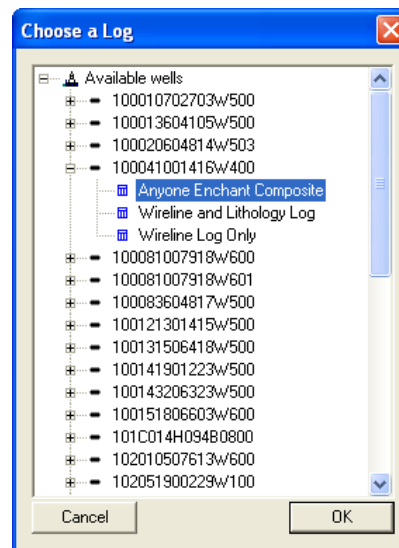 Choose a Log
Available wells
100010702703W500
100013604105W500
100020604814W503
100041001416W400
Anyone Enchant Composite
Wireline and Lithology Log
Wireline Log Only
100081007918W600
100081007918W601
100083604817W500
100121301415W500
100131506418W500
100141901223W500
100143206323W500
100151806603W600
101C014H094B0800
102010507613W600
102051900229W100
Cancel
OK